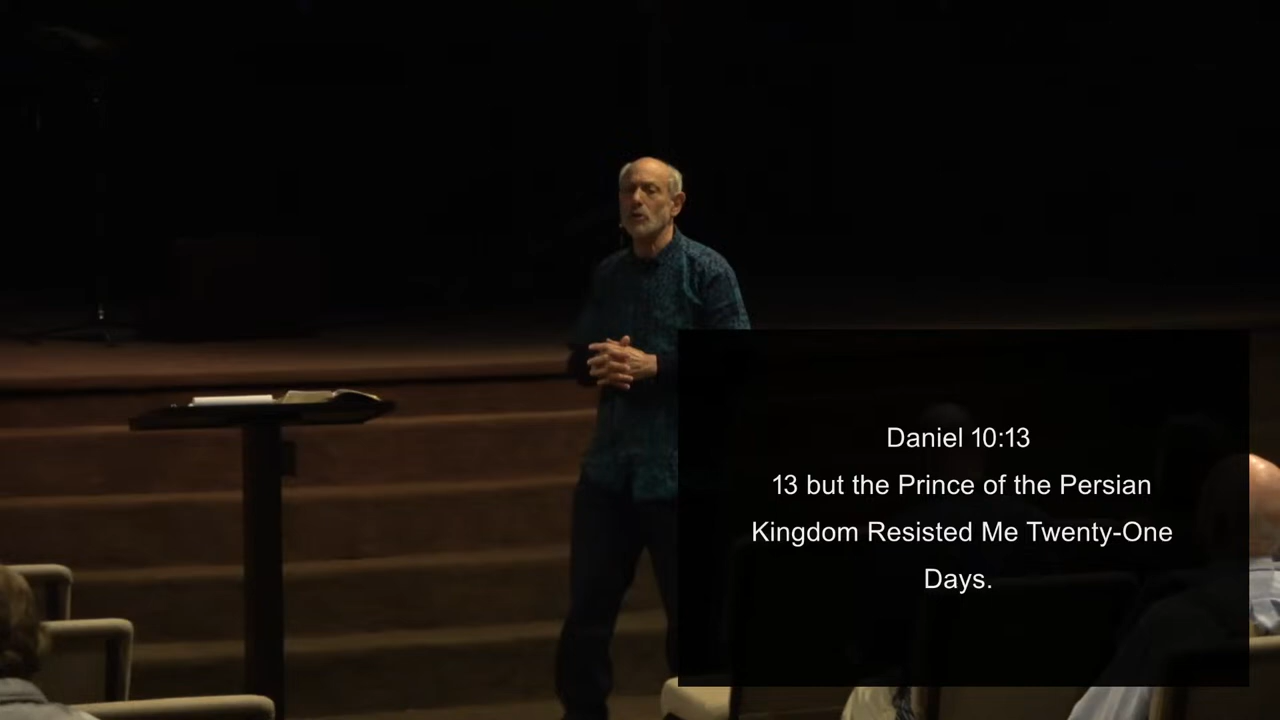 Daniel 10:13
13 but the Prince of the Persian
Kingdom Resisted Me Twenty-One
Days.